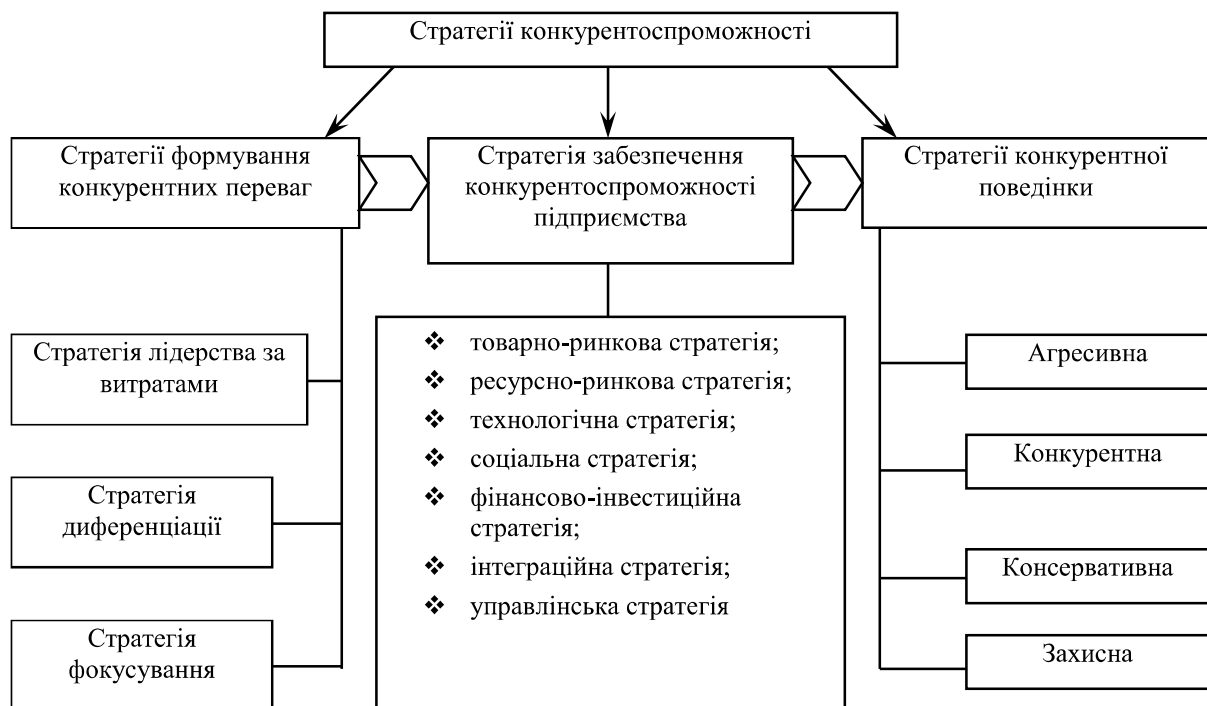 Стратегії конкурентоспроможності
Стратегії формування
конкурентних переваг
Стратегія забезпечення
конкурентоспроможності
підприємства
Стратегії конкурентної
поведінки
Стратегія лідерства за
витратами
Стратегія
диференціації
Стратегія
фокусування
❖ товарно-ринкова стратегія;
❖ ресурсно-ринкова стратегія;
❖ технологічна стратегія;
❖ соціальна стратегія;
❖ фінансово-інвестиційна
стратегія;
❖ інтеграційна стратегія;
❖ управлінська стратегія
Агресивна
Конкурентна
Консервативна
Захисна